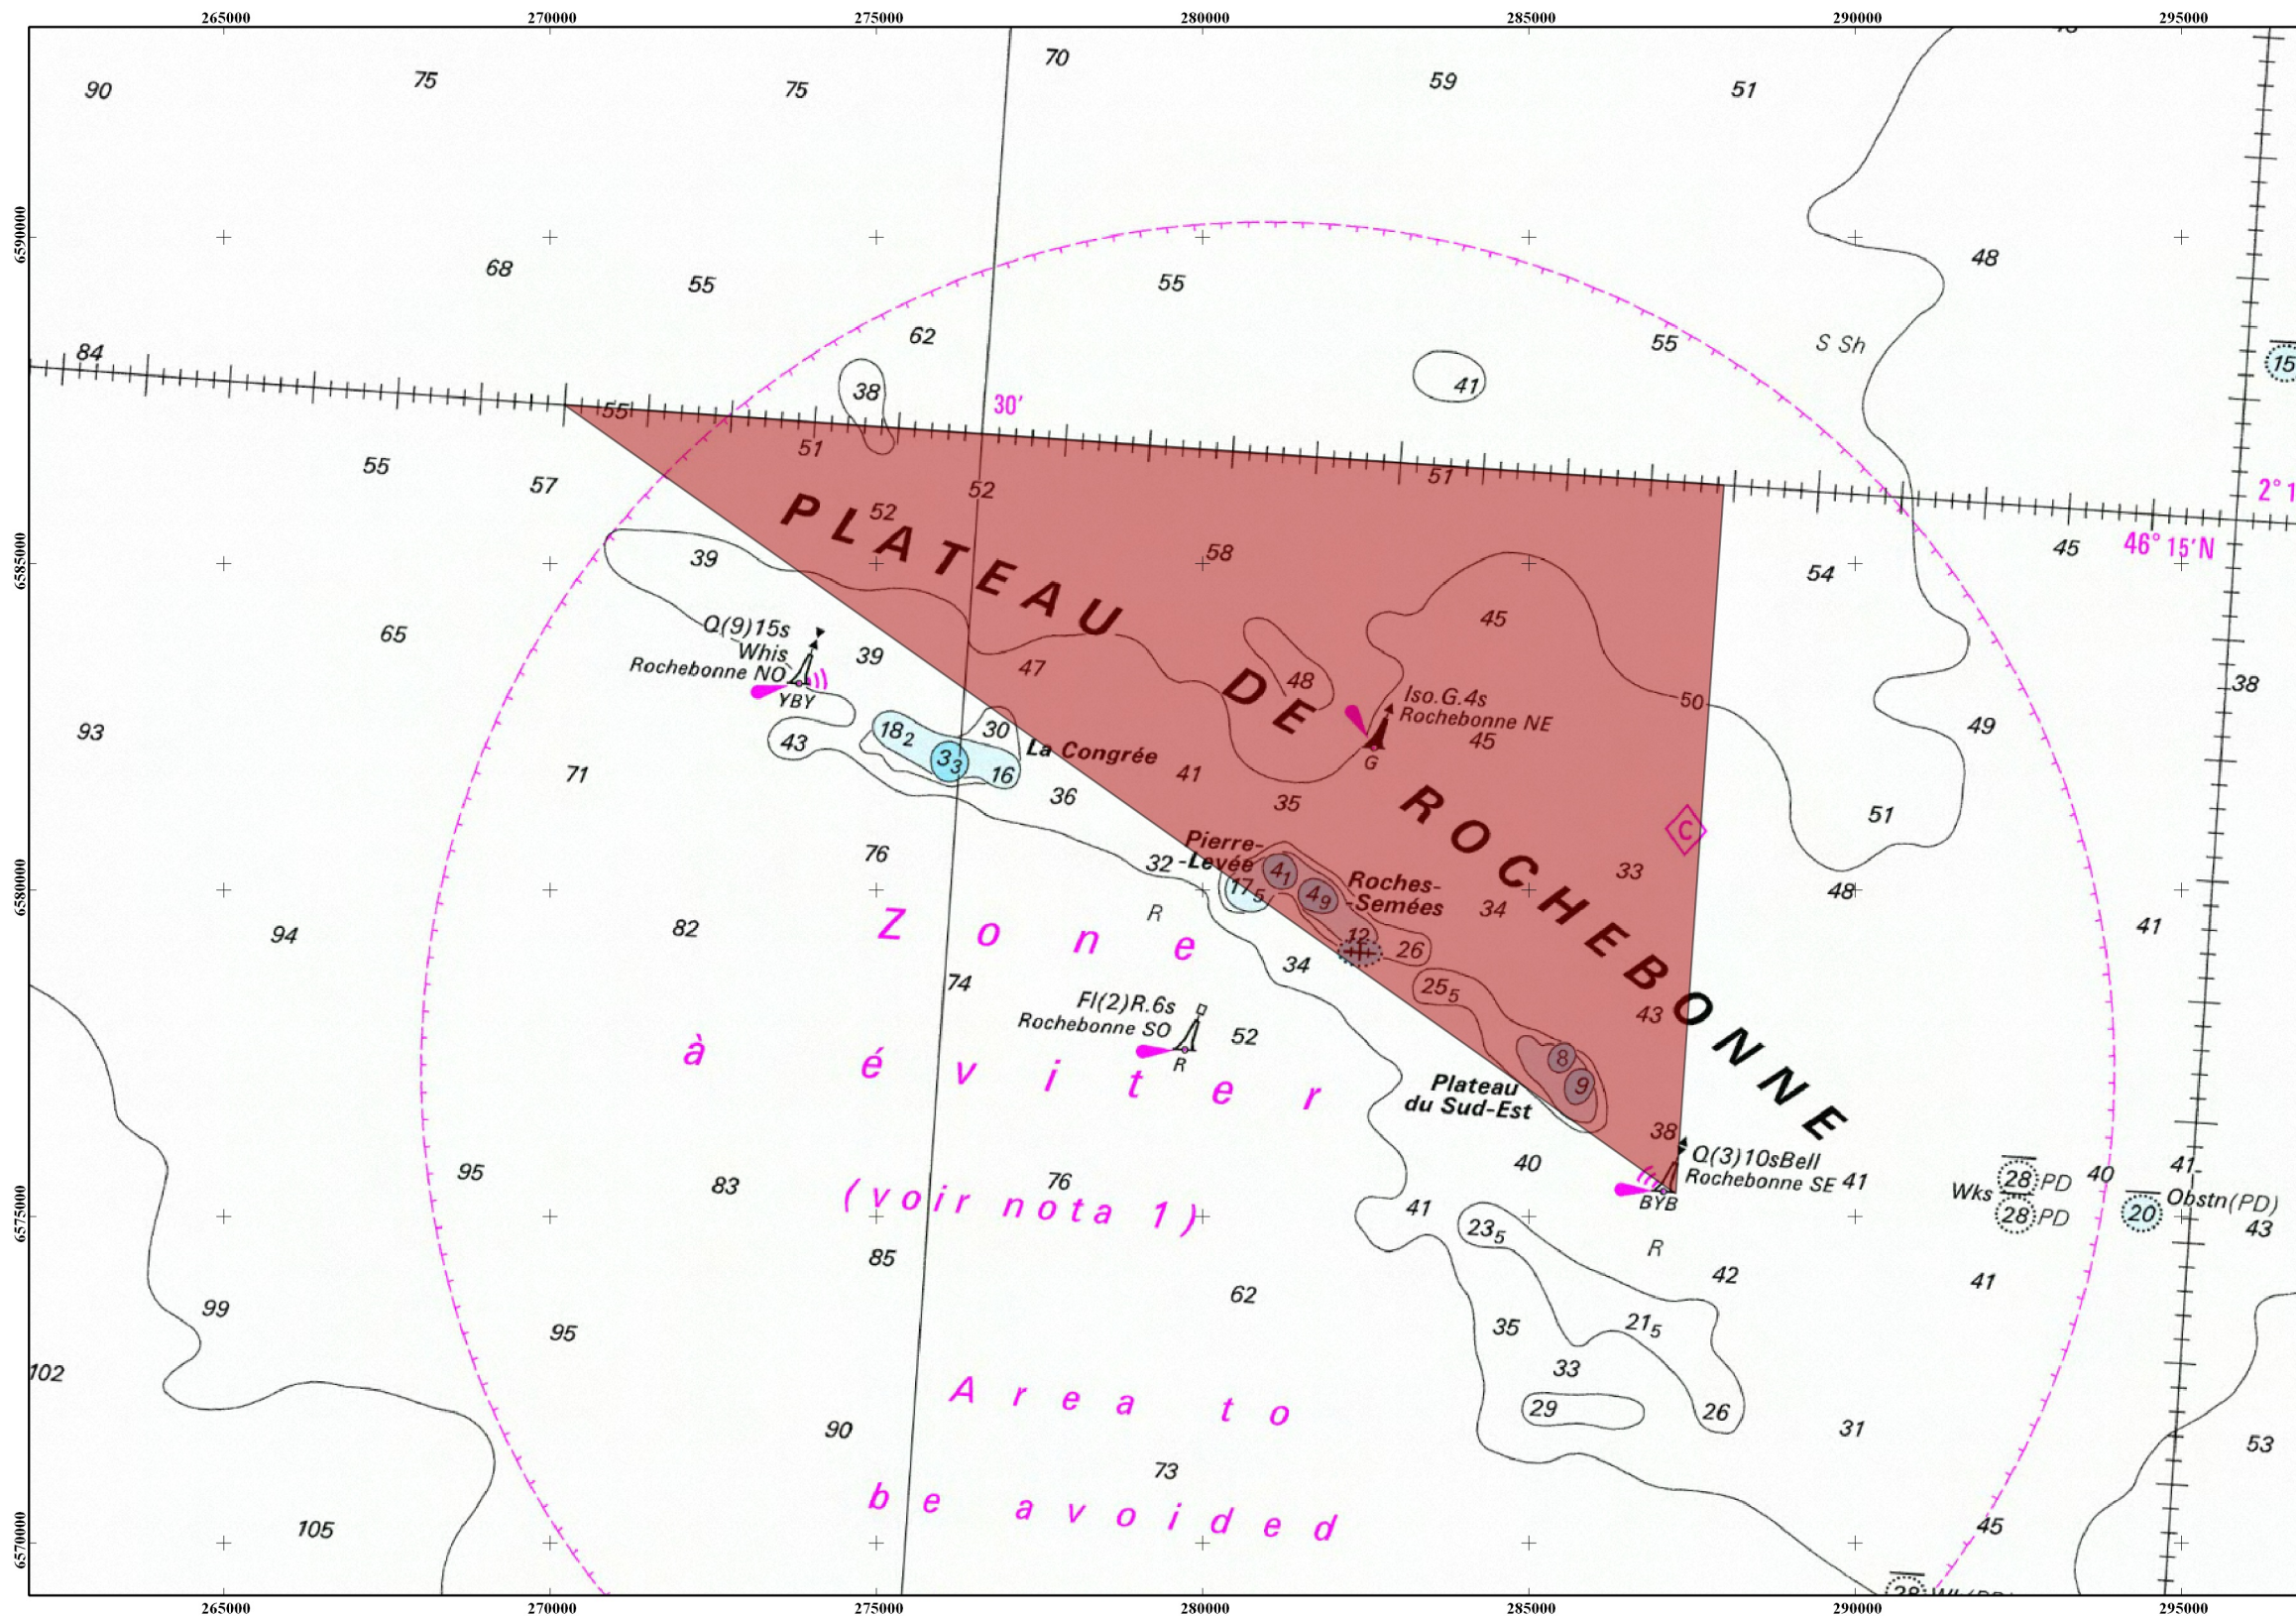 265000 270000 275000 280000 285000 290000 295000
70
90 75 75 59 51
6590000
68 55 55 48
62 55 S Sh
84 38 41 15
30'
55
51 51
55 57 52 52 2° 1
46° 15'N
PLATEAU
6585000
39 58 54 45
65 45
Q(9)15s
Whis
Rochebonne NO
YBY
39 47 48 50 38
DE
Iso.G.4s
Rochebonne NE
G
93 43 18₂ 30 45 49
3₃ 16
La Congrée
71 36 41 35 51
ROCHEBONNE
C
76 32 33
Pierre-
-Levée
17₅ 4₁ 4₉
Roches-
-Semées
6580000
48
94 82 R 34 41
12 26
Zone
34
74 25₅ 43
Fl(2)R.6s
Rochebonne SO
R
52
à éviter
8
9
Plateau
du Sud-Est
38
Q(3)10sBell
Rochebonne SE
BYB
41
95 83 76 40
Wks 28 PD
28 PD
40 41
20 Obstn(PD)
43
(voir nota 1)
6575000
41 23₅ R
85 42 41
99 62
95 35 21₅
102 33
Area to
29 26
90 31 53
73
be avoided
105 45
6570000
28
265000 270000 275000 280000 285000 290000 295000